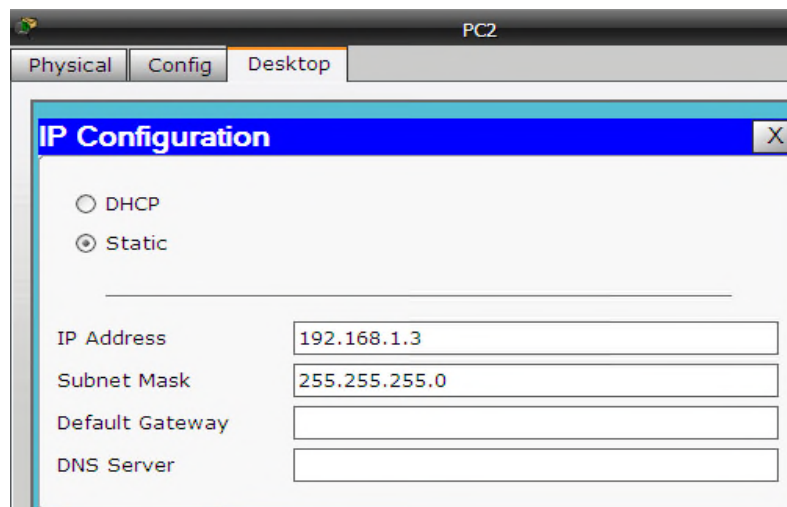 PC2
Physical Config Desktop
IP Configuration X
DHCP
Static
IP Address 192.168.1.3
Subnet Mask 255.255.255.0
Default Gateway
DNS Server